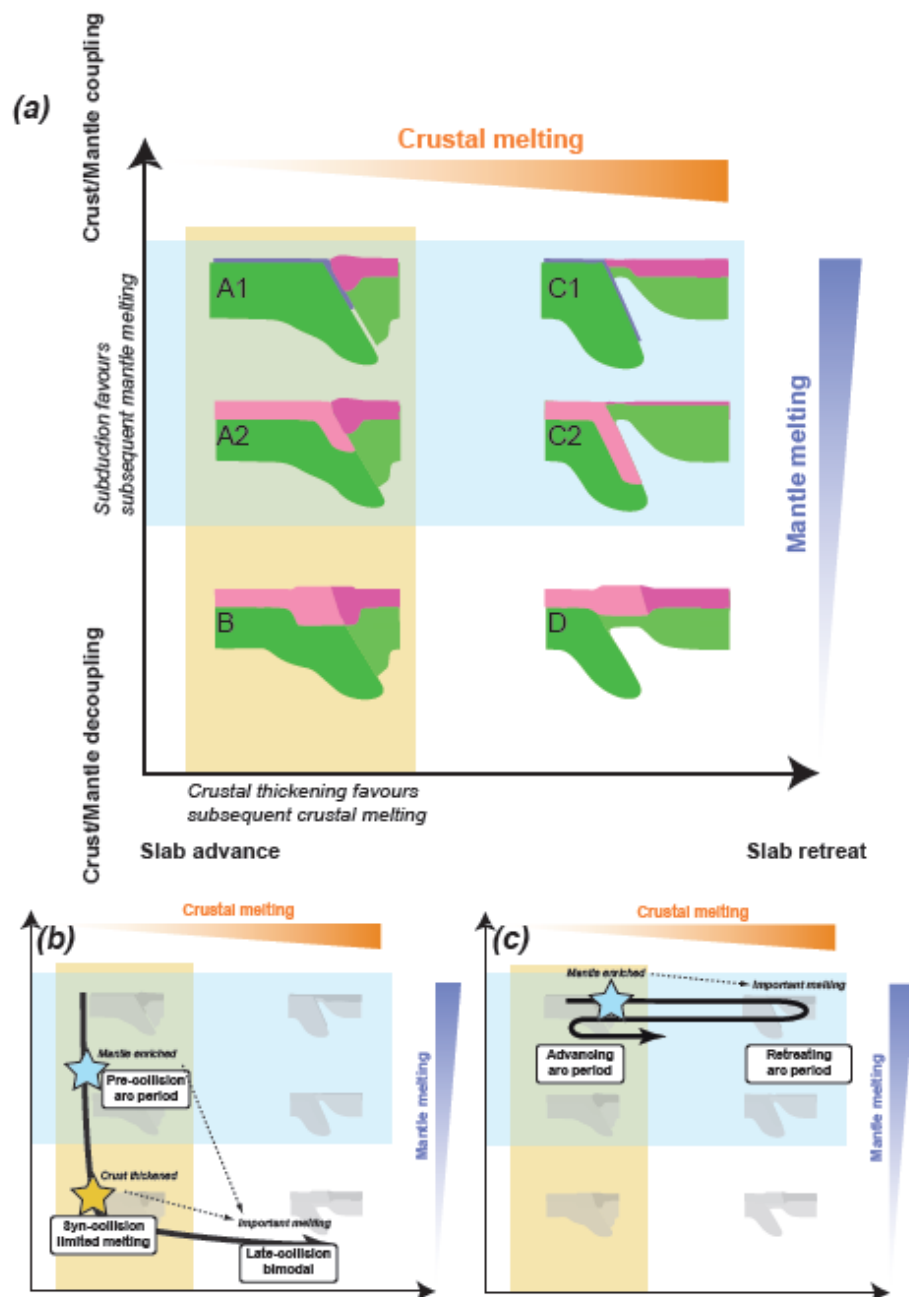 (a)
Crust/Mantle coupling
Crustal melting
Subduction favours
subsequent mantle melting
A1
C1
A2
C2
B
D
Mantle melting
Crust/Mantle decoupling
Crustal thickening favours
subsequent crustal melting
Slab advance
Slab retreat
(b)
Crustal melting
Mantle enriched
Pre-collision
arc period
Crust thickened
Important melting
Syn-collision
limited melting
Late-collision
bimodal
Mantle melting
(c)
Crustal melting
Mantle enriched
Important melting
Advancing
arc period
Retreating
arc period
Mantle melting